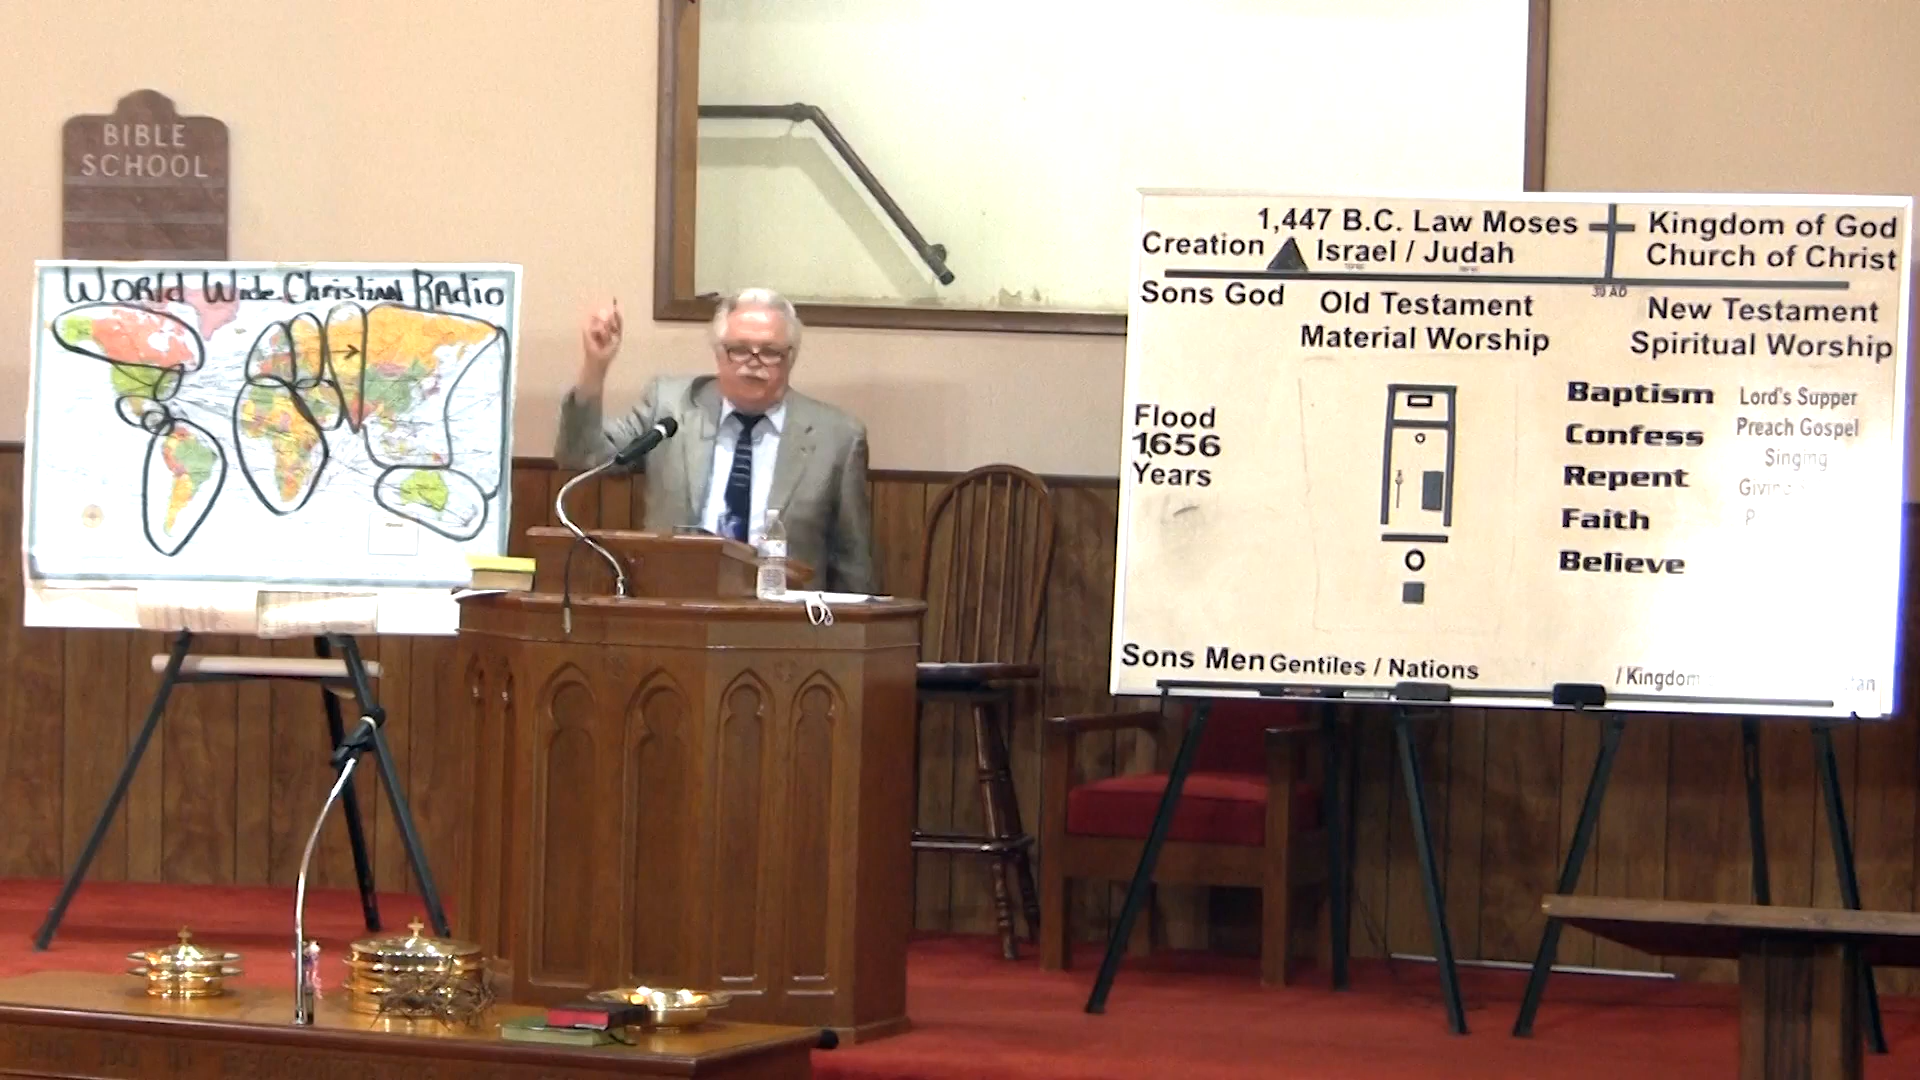 BIBLE
SCHOOL
World Wide Christian Radio
1,447 B.C. Law Moses
Creation
Israel / Judah
Kingdom of God
Church of Christ
30 AD
Sons God
Old Testament
Material Worship
New Testament
Spiritual Worship
Flood
1656
Years
Baptism
Confess
Repent
Faith
Believe
Lord's Supper
Preach Gospel
Singing
Sons Men Gentiles / Nations
/ Kingdom